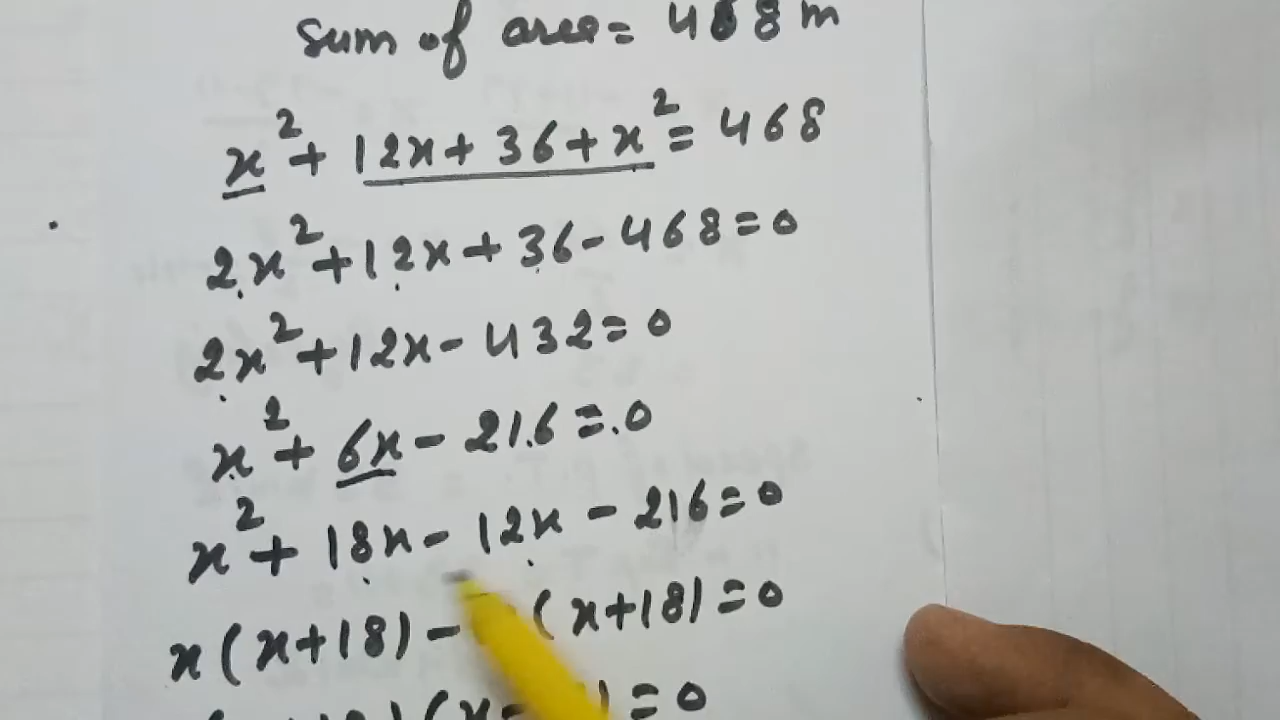 Sum of area = 468 m
x² + 12x + 36 + x² = 468
2x² + 12x + 36 - 468 = 0
2x² + 12x - 432 = 0
x² + 6x - 216 = 0
x² + 18x - 12x - 216 = 0
x(x+18) - (x+18) = 0
(x- ) = 0